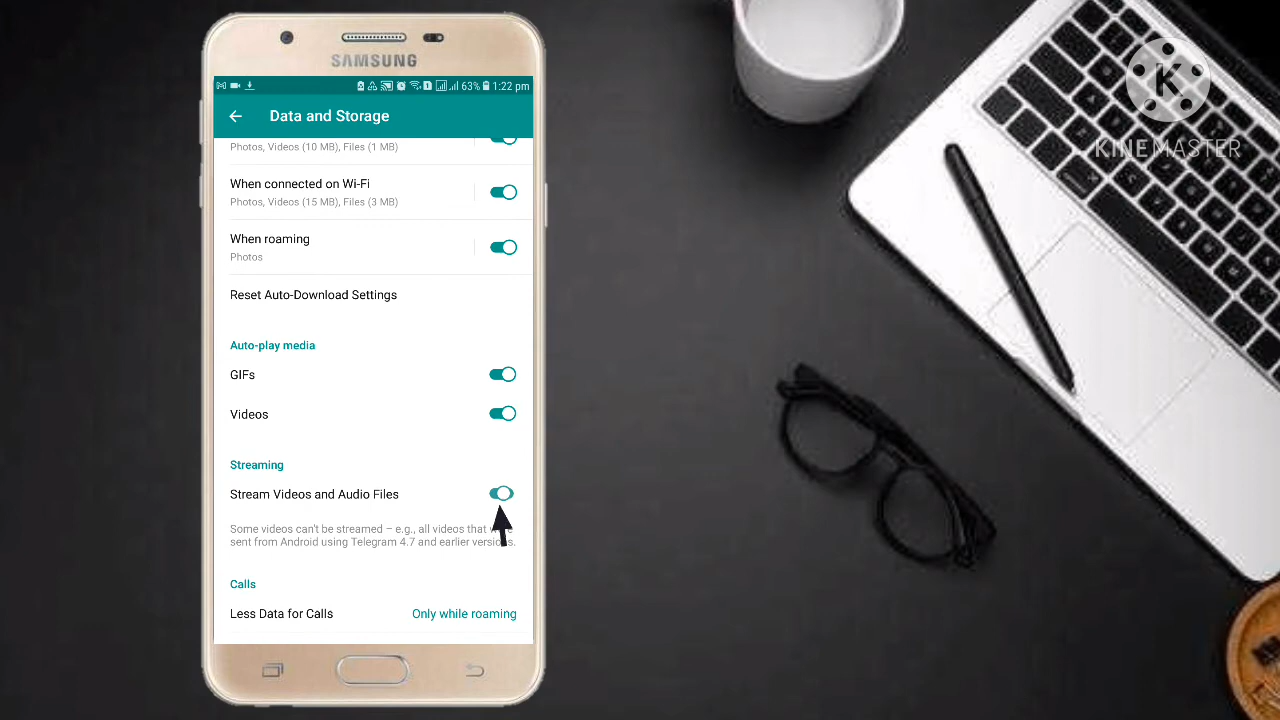 SAMSUNG
63% 1:22 pm
Data and Storage
Photos, Videos (10 MB), Files (1 MB)
When connected on Wi-Fi
Photos, Videos (15 MB), Files (3 MB)
When roaming
Photos
Reset Auto-Download Settings
Auto-play media
GIFs
Videos
Streaming
Stream Videos and Audio Files
Some videos can't be streamed – e.g., all videos that
sent from Android using Telegram 4.7 and earlier versions.
Calls
Less Data for Calls
Only while roaming
K
KINEMASTER